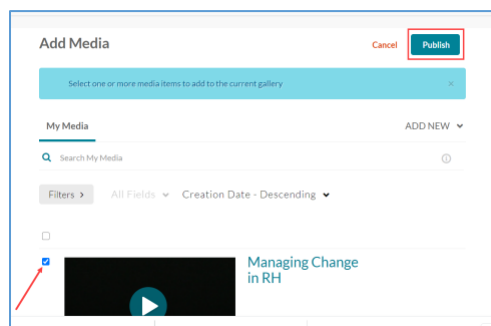 Add Media
Cancel
Publish
Select one or more media items to add to the current gallery
×
My Media
ADD NEW
Search My Media
Filters >
All Fields
Creation Date - Descending
Managing Change
in RH